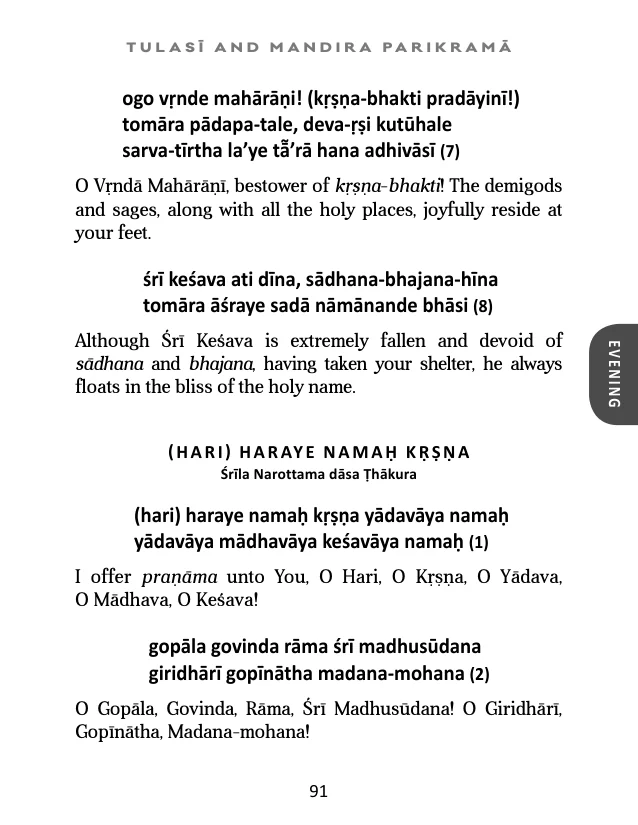 TULASĪ AND MANDIRA PARIKRAMĀ
ogo vṛnde mahārāṇi! (kṛṣṇa-bhakti pradāyinī!)
tomāra pādapa-tale, deva-ṛṣi kutūhale
sarva-tīrtha la’ye tā̃’rā hana adhivāsī (7)
O Vṛndā Mahārāṇī, bestower of kṛṣṇa-bhakti! The demigods
and sages, along with all the holy places, joyfully reside at
your feet.
śrī keśava ati dīna, sādhana-bhajana-hīna
tomāra āśraye sadā nāmānande bhāsi (8)
Although Śrī Keśava is extremely fallen and devoid of
sādhana and bhajana, having taken your shelter, he always
floats in the bliss of the holy name.
EVENING
(HARI) HARAYE NAMAḤ KṚṢṆA
Śrīla Narottama dāsa Ṭhākura
(hari) haraye namaḥ kṛṣṇa yādavāya namaḥ
yādavāya mādhavāya keśavāya namaḥ (1)
I offer praṇāma unto You, O Hari, O Kṛṣṇa, O Yādava,
O Mādhava, O Keśava!
gopāla govinda rāma śrī madhusūdana
giridhārī gopīnātha madana-mohana (2)
O Gopāla, Govinda, Rāma, Śrī Madhusūdana! O Giridhārī,
Gopīnātha, Madana-mohana!
91